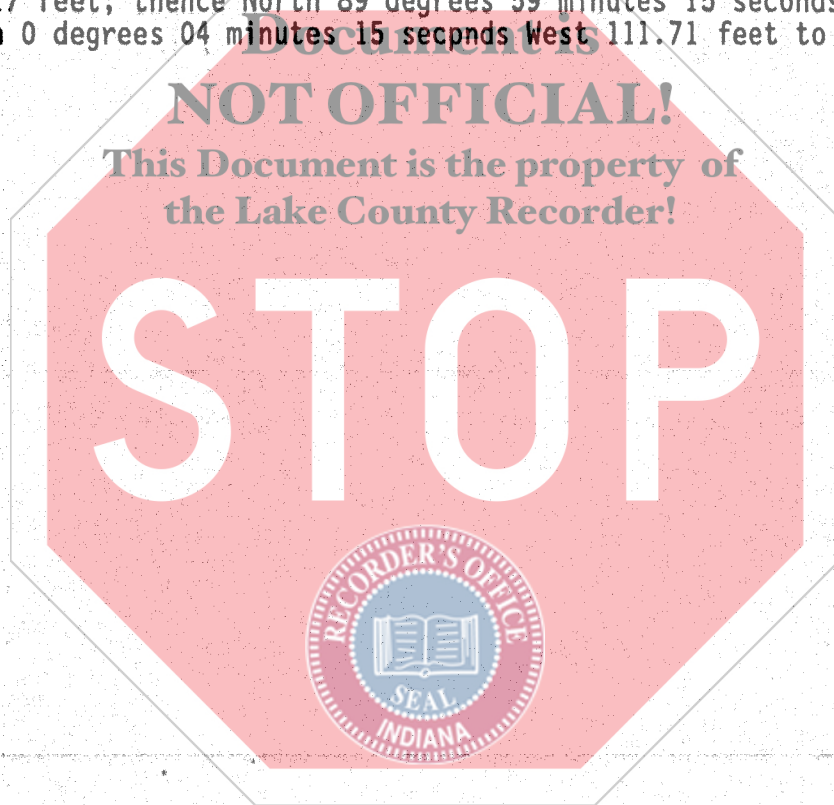 7 feet; thence North 89 degrees 59 minutes 15 seconds
0 degrees 04 minutes 15 secpnds West 111.71 feet to
Document is
NOT OFFICIAL!
This Document is the property of
the Lake County Recorder!
STOP
RECORDER'S OFFICE
SEAL
INDIANA